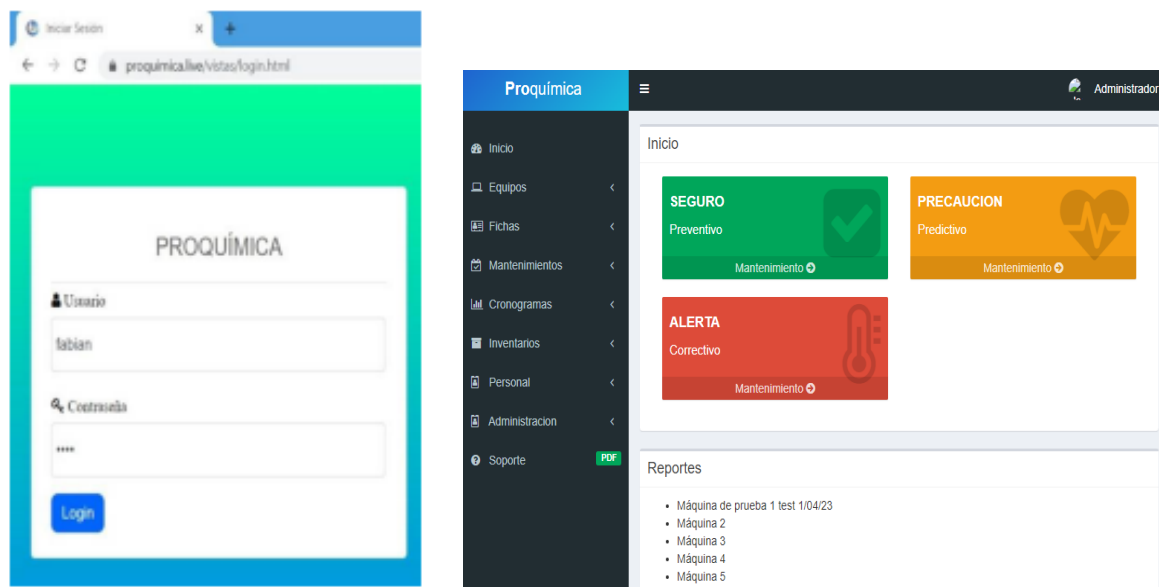 Iniciar Sesión
proquimica.live/vistas/login.html
PROQUÍMICA
Usuario
fabian
Contraseña
••••
Login
Proquímica
Administrador
Inicio
Equipos
Fichas
Mantenimientos
Cronogramas
Inventarios
Personal
Administracion
Soporte PDF
Inicio
SEGURO
Preventivo
Mantenimiento
PRECAUCION
Predictivo
Mantenimiento
ALERTA
Correctivo
Mantenimiento
Reportes
• Máquina de prueba 1 test 1/04/23
• Máquina 2
• Máquina 3
• Máquina 4
• Máquina 5